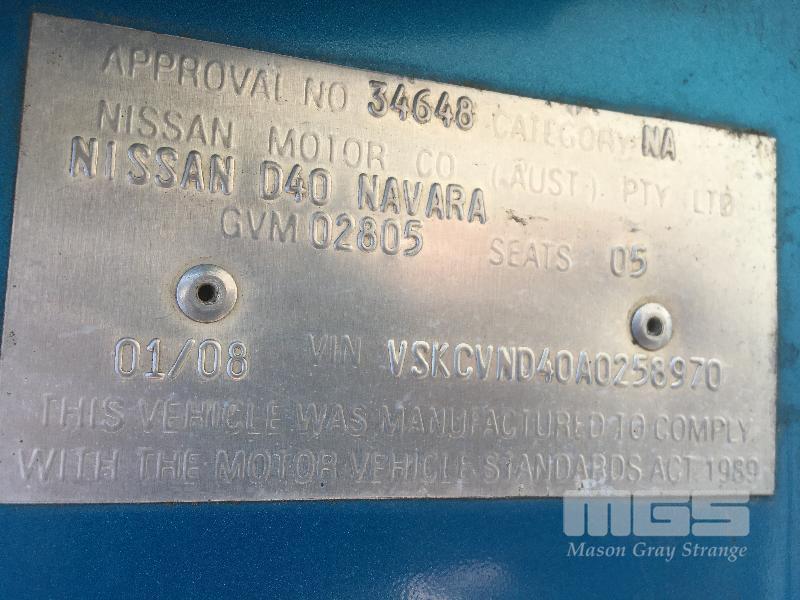 APPROVAL NO 34648 CATEGORY NA
NISSAN MOTOR CO (AUST.) PTY LTD
NISSAN D40 NAVARA
GVM 02805 SEATS 05
01/08 VIN VSKCVND40A0258970
THIS VEHICLE WAS MANUFACTURED TO COMPLY
WITH THE MOTOR VEHICLE STANDARDS ACT 1989
MGS
Mason Gray Strange